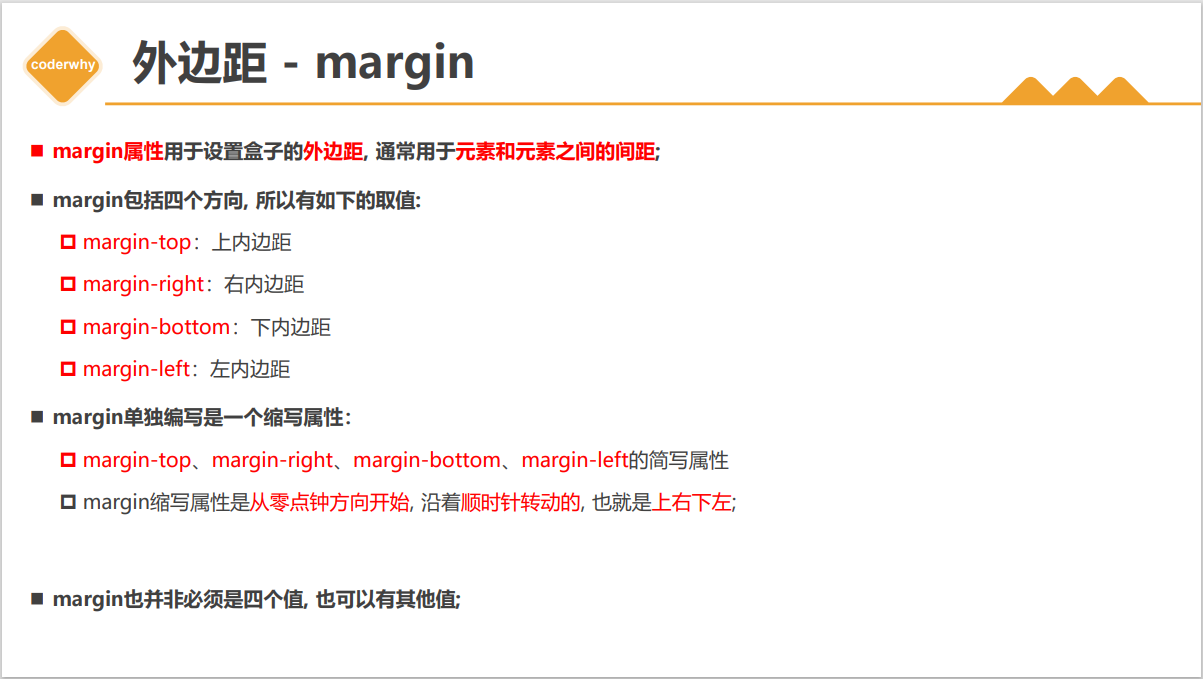 coderwhy
外边距 - margin
margin属性用于设置盒子的外边距, 通常用于元素和元素之间的间距;
margin包括四个方向, 所以有如下的取值:
margin-top：上内边距
margin-right：右内边距
margin-bottom：下内边距
margin-left：左内边距
margin单独编写是一个缩写属性：
margin-top、margin-right、margin-bottom、margin-left的简写属性
margin缩写属性是从零点钟方向开始, 沿着顺时针转动的, 也就是上右下左;
margin也并非必须是四个值, 也可以有其他值;